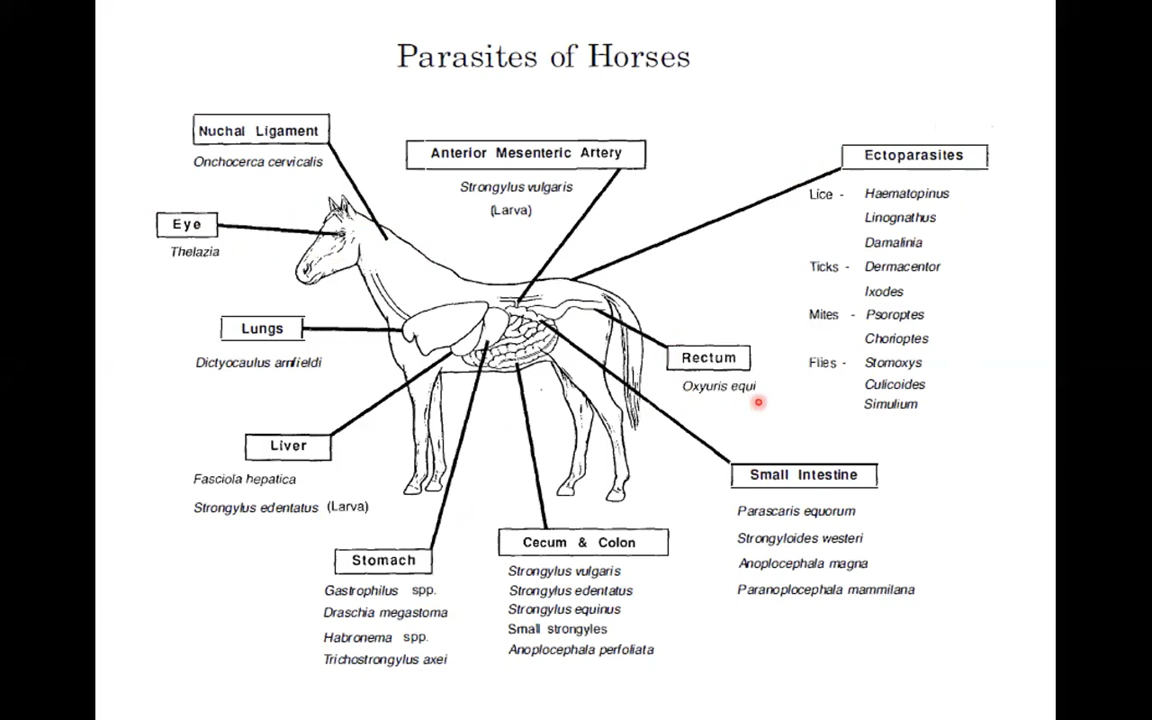 Parasites of Horses
Nuchal Ligament
Onchocerca cervicalis
Anterior Mesenteric Artery
Strongylus vulgaris
(Larva)
Eye
Thelazia
Ectoparasites
Lice - Haematopinus
Linognathus
Damalinia
Ticks - Dermacentor
Ixodes
Mites - Psoroptes
Chorioptes
Flies - Stomoxys
Culicoides
Simulium
Lungs
Dictyocaulus arnfieldi
Rectum
Oxyuris equi
Liver
Fasciola hepatica
Strongylus edentatus (Larva)
Small Intestine
Parascaris equorum
Strongyloides westeri
Anoplocephala magna
Paranoplocephala mammilana
Stomach
Gastrophilus spp.
Draschia megastoma
Habronema spp.
Trichostrongylus axei
Cecum & Colon
Strongylus vulgaris
Strongylus edentatus
Strongylus equinus
Small strongyles
Anoplocephala perfoliata